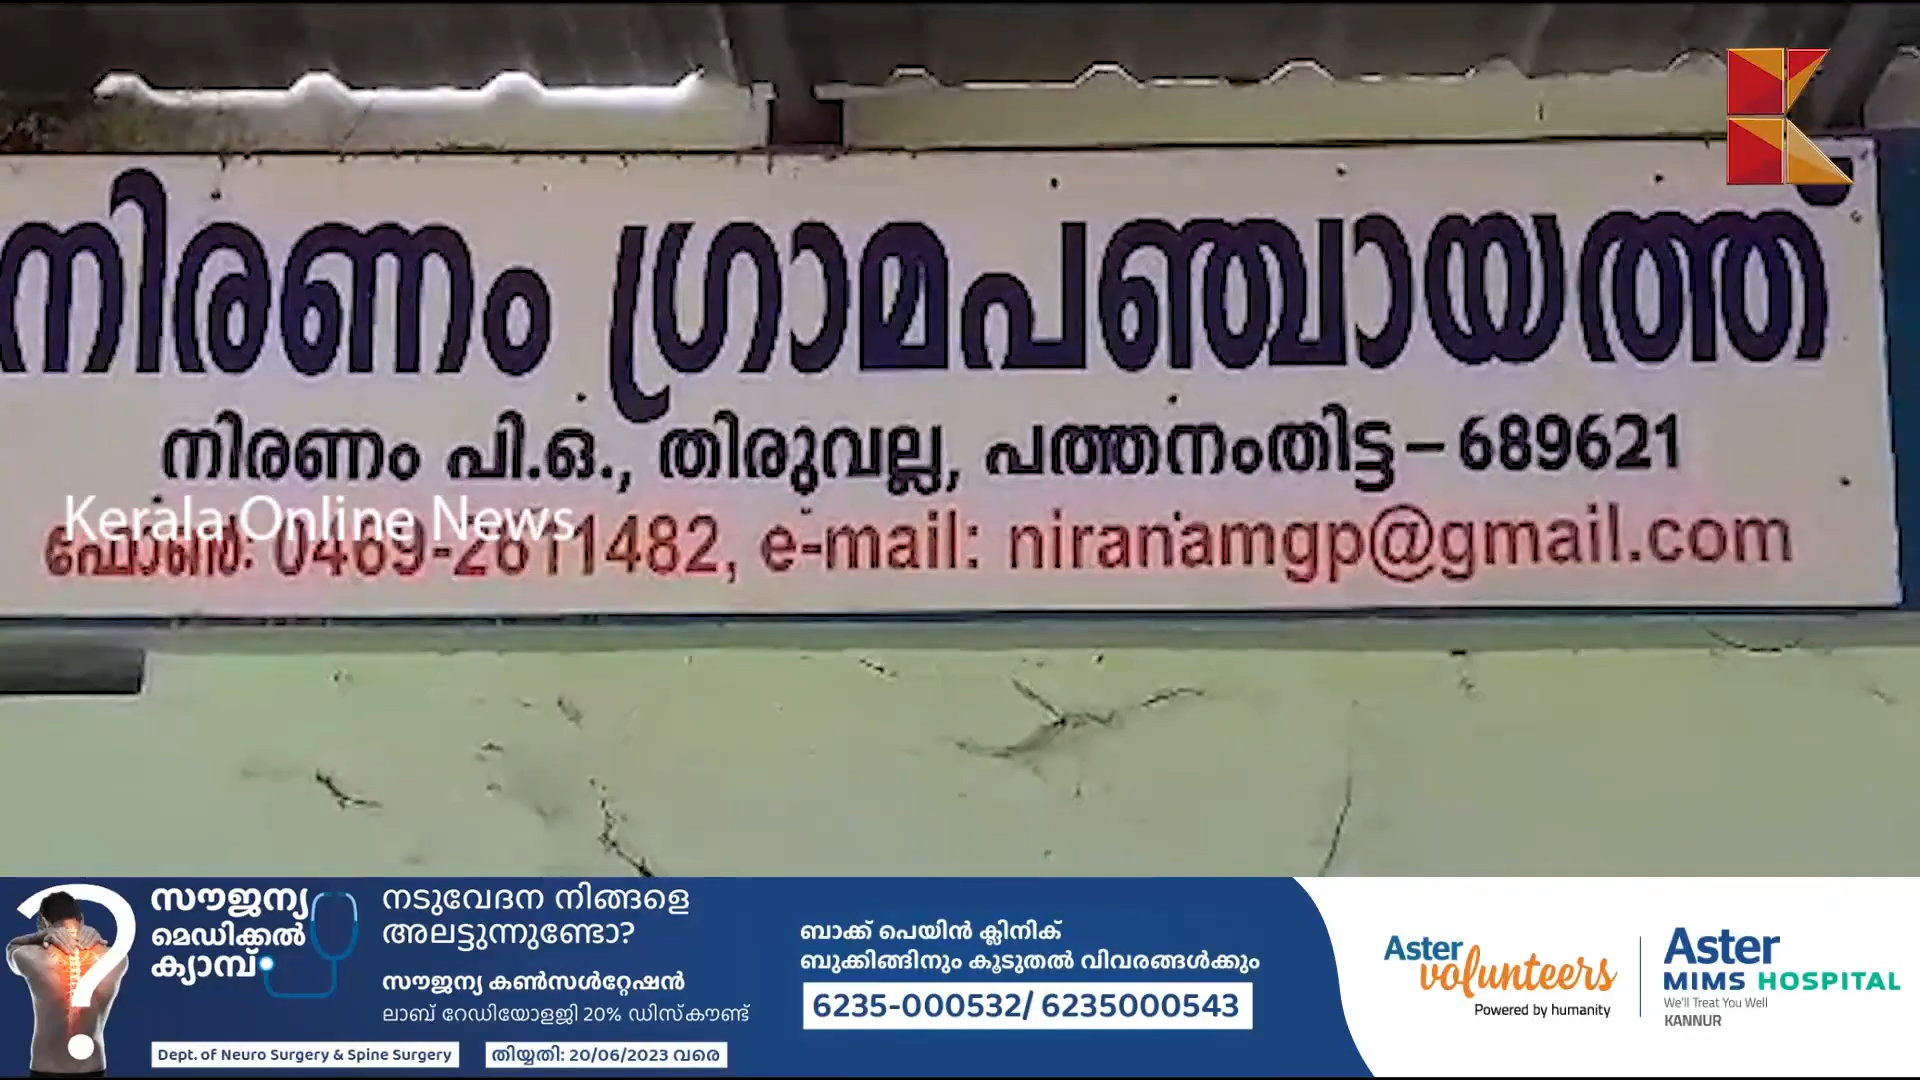 നിരണം ഗ്രാമപഞ്ചായത്ത്
നിരണം പി.ഒ., തിരുവല്ല, പത്തനംതിട്ട – 689621
ഫോൺ: 0469-2611482, e-mail: niranamgp@gmail.com
Kerala Online News
സൗജന്യ
മെഡിക്കൽ
ക്യാമ്പ്
നടുവേദന നിങ്ങളെ
അലട്ടുന്നുണ്ടോ?
സൗജന്യ കൺസൾട്ടേഷൻ
ലാബ് റേഡിയോളജി 20% ഡിസ്കൗണ്ട്
Dept. of Neuro Surgery & Spine Surgery
തിയ്യതി: 20/06/2023 വരെ
ബാക്ക് പെയിൻ ക്ലിനിക്
ബുക്കിങ്ങിനും കൂടുതൽ വിവരങ്ങൾക്കും
6235-000532/ 6235000543
Aster
volunteers
Powered by humanity
Aster
MIMS HOSPITAL
We'll Treat You Well
KANNUR